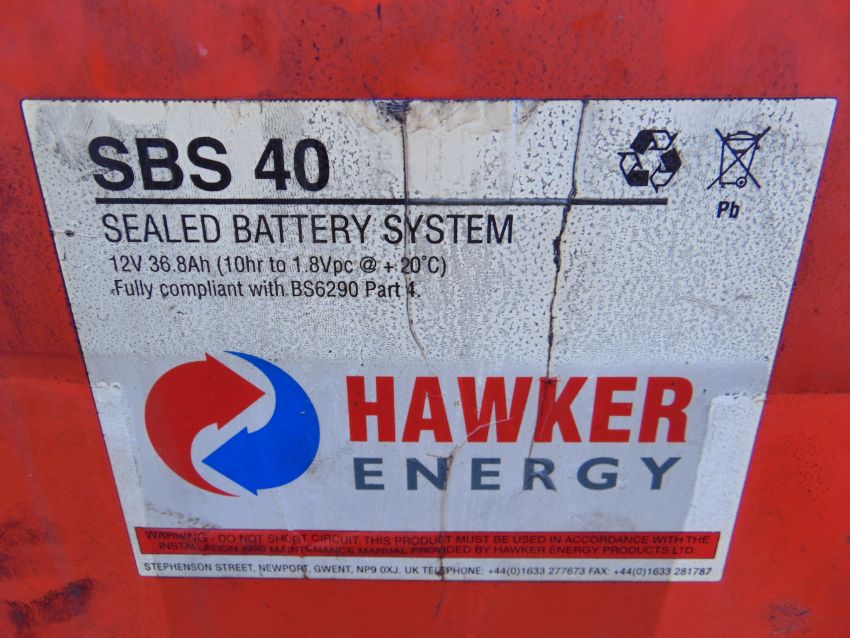 SBS 40
Pb
SEALED BATTERY SYSTEM
12V 36.8Ah (10hr to 1.8Vpc @ + 20°C)
Fully compliant with BS6290 Part 4.
HAWKER
ENERGY
WARNING - DO NOT SHORT CIRCUIT. THIS PRODUCT MUST BE USED IN ACCORDANCE WITH THE
INSTALLATION AND MAINTENANCE MANUAL PROVIDED BY HAWKER ENERGY PRODUCTS LTD.
STEPHENSON STREET, NEWPORT, GWENT, NP9 0XJ. UK TELEPHONE: +44(0)1633 277673 FAX: +44(0)1633 281787